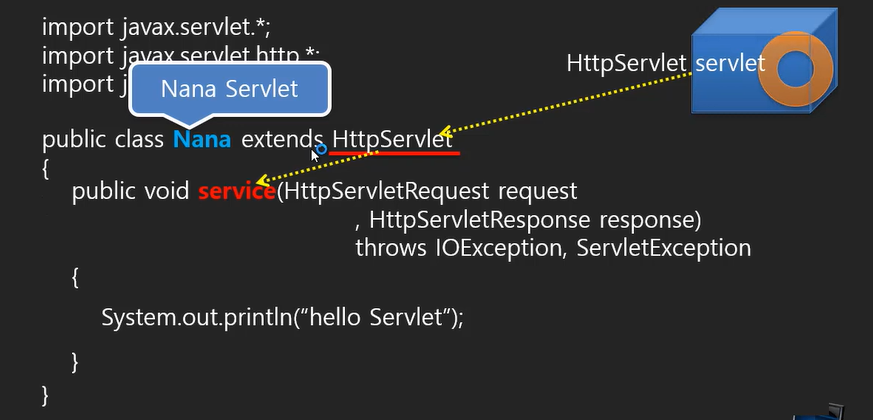 import javax.servlet.*;
import javax.servlet.http.*;
import j
Nana Servlet
HttpServlet servlet
public class Nana extends HttpServlet
{
public void service(HttpServletRequest request
, HttpServletResponse response)
throws IOException, ServletException
{
System.out.println(“hello Servlet”);
}
}